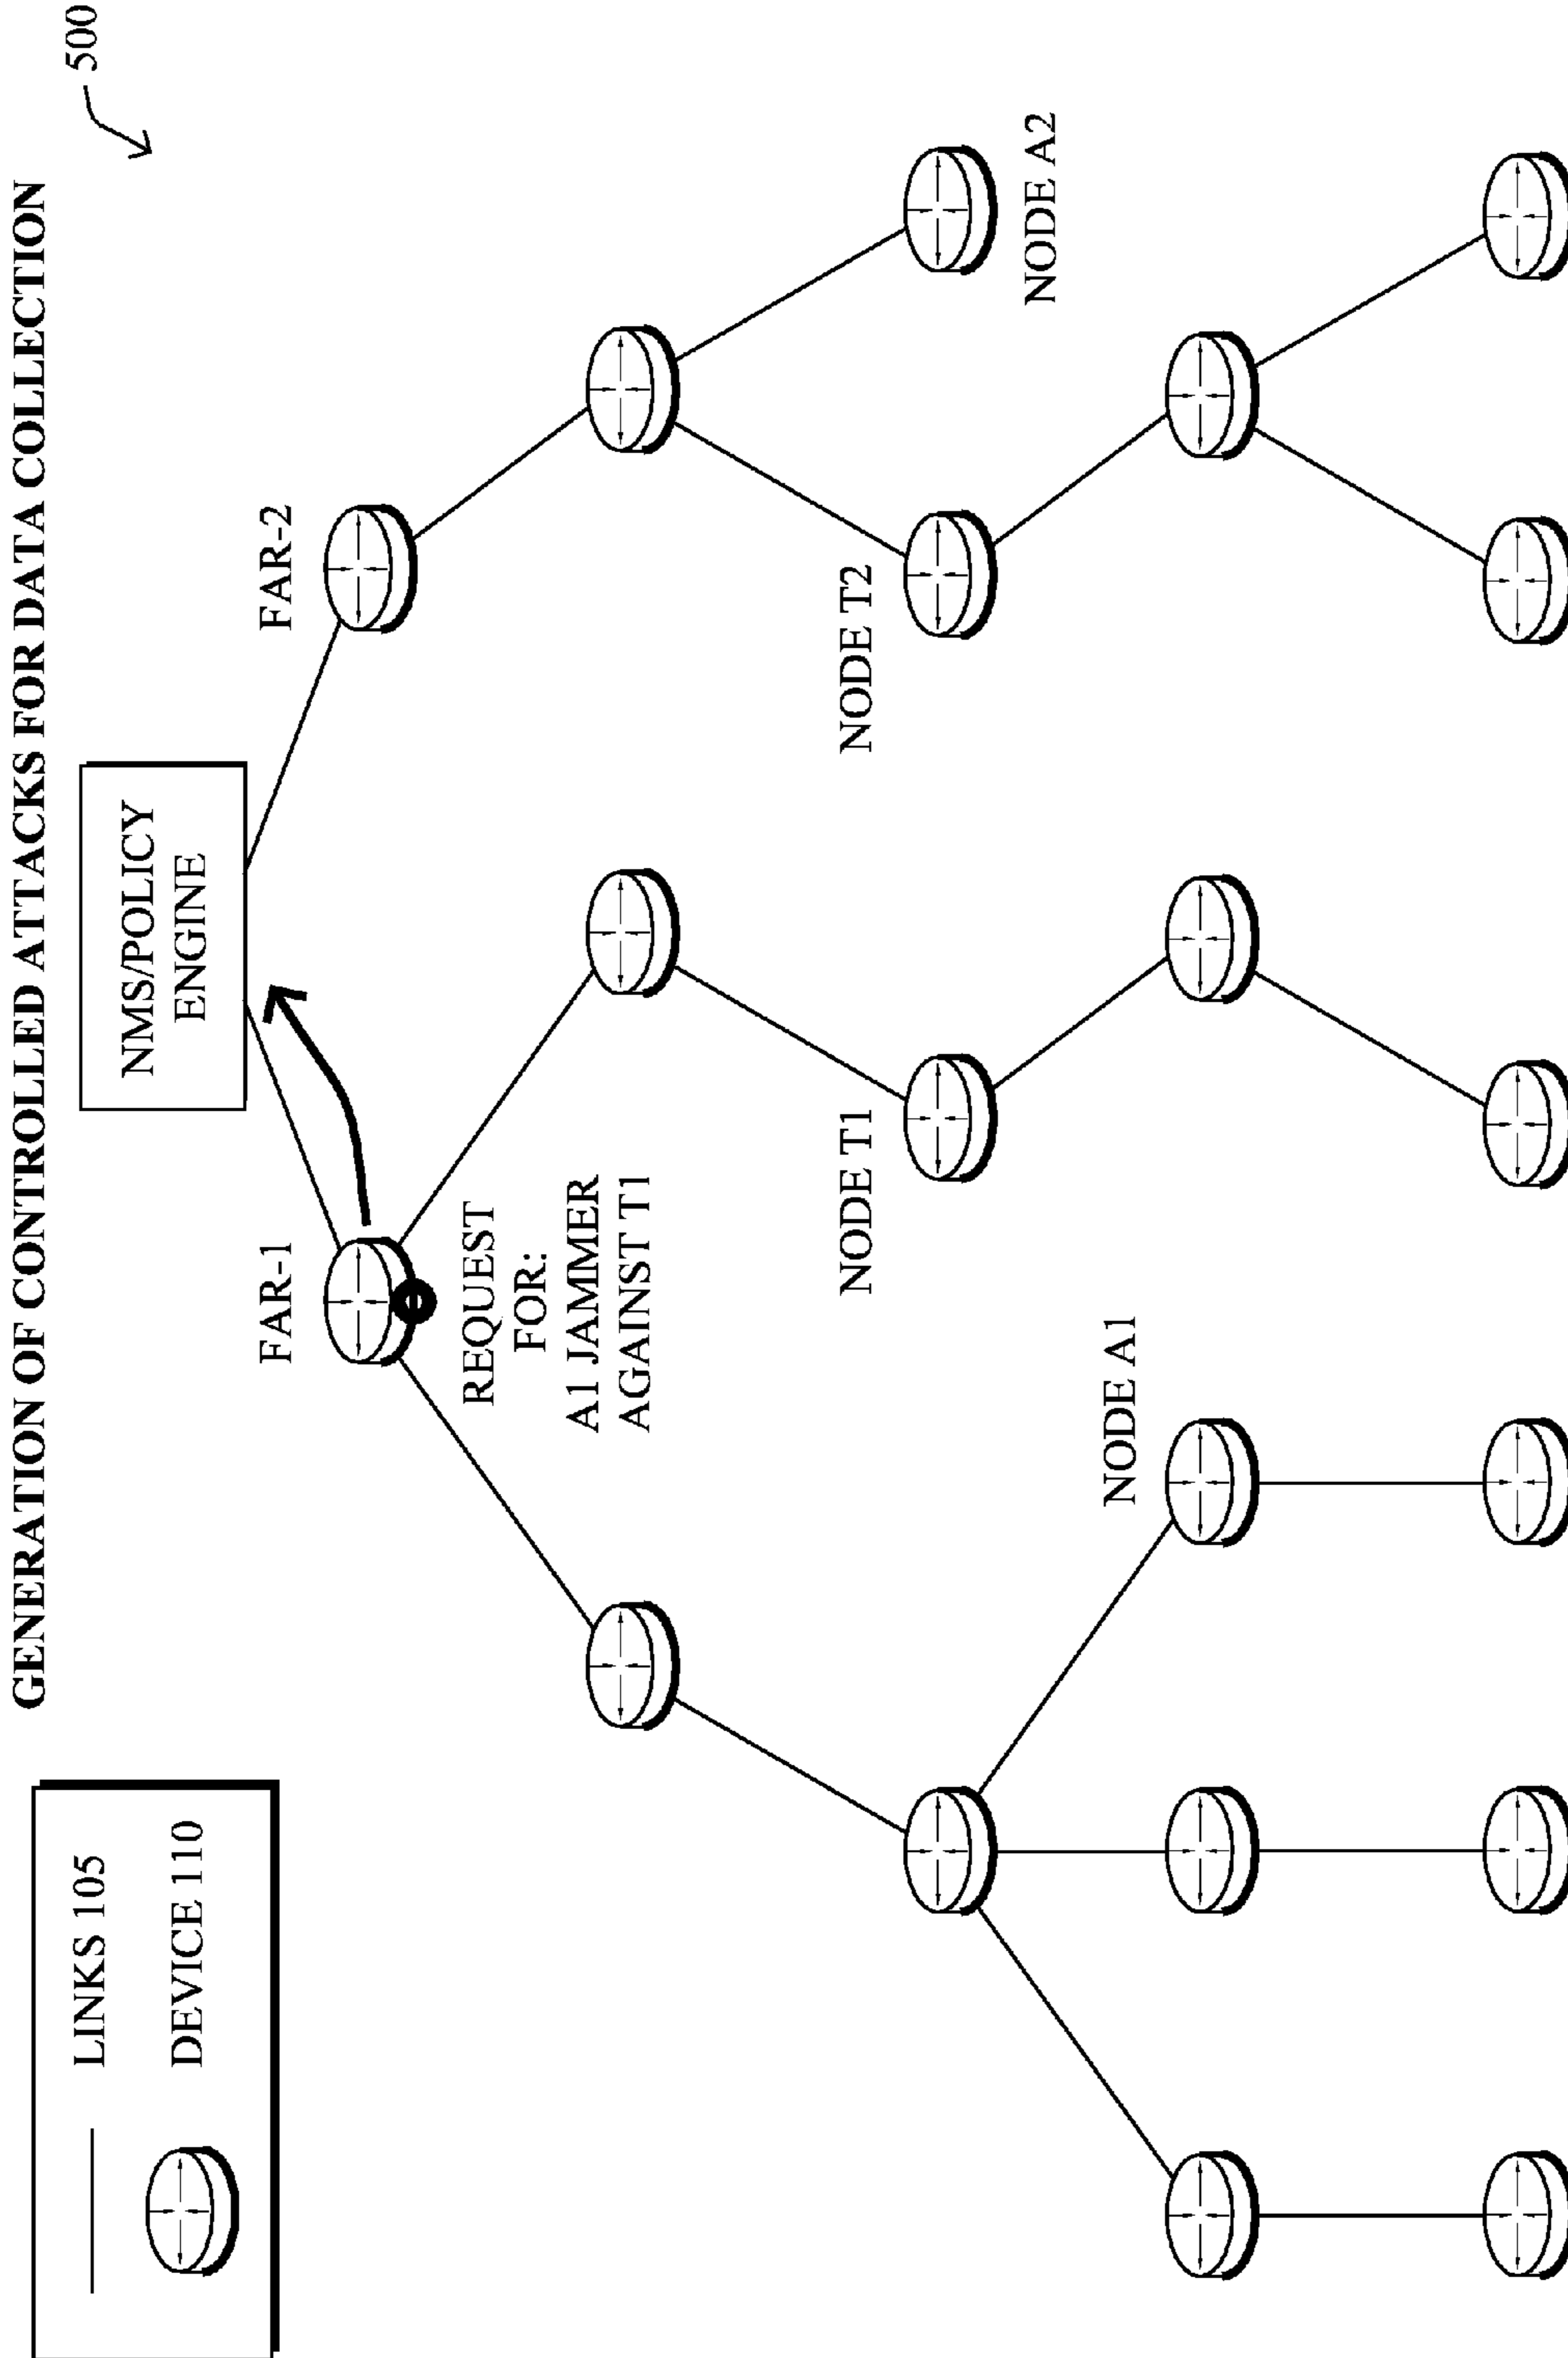 GENERATION OF CONTROLLED ATTACKS FOR DATA COLLECTION
500
LINKS 105
DEVICE 110
NMS/POLICY
ENGINE
FAR-1
FAR-2
REQUEST
FOR:
A1 JAMMER
AGAINST T1
NODE T1
NODE T2
NODE A2
NODE A1